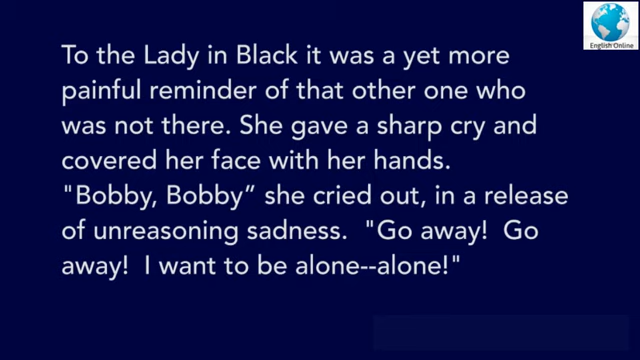 English Online
To the Lady in Black it was a yet more
painful reminder of that other one who
was not there. She gave a sharp cry and
covered her face with her hands.
"Bobby, Bobby” she cried out, in a release
of unreasoning sadness.  "Go away!  Go
away!  I want to be alone--alone!"